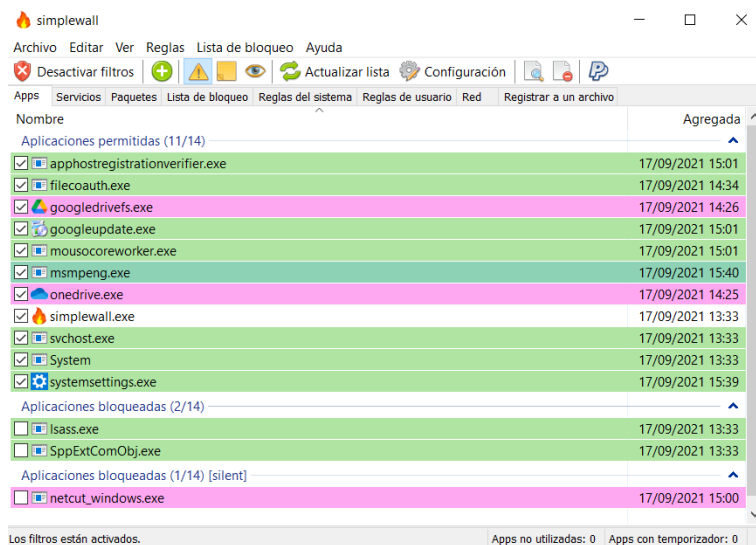 simplewall
Archivo Editar Ver Reglas Lista de bloqueo Ayuda
Desactivar filtros Actualizar lista Configuración
Apps Servicios Paquetes Lista de bloqueo Reglas del sistema Reglas de usuario Red Registrar a un archivo
Nombre Agregada
Aplicaciones permitidas (11/14)
apphostregistrationverifier.exe 17/09/2021 15:01
filecoauth.exe 17/09/2021 14:34
googledrivefs.exe 17/09/2021 14:26
googleupdate.exe 17/09/2021 15:01
mousocoreworker.exe 17/09/2021 15:01
msmpeng.exe 17/09/2021 15:40
onedrive.exe 17/09/2021 14:25
simplewall.exe 17/09/2021 13:33
svchost.exe 17/09/2021 13:33
System 17/09/2021 13:33
systemsettings.exe 17/09/2021 15:39
Aplicaciones bloqueadas (2/14)
lsass.exe 17/09/2021 13:33
SppExtComObj.exe 17/09/2021 13:33
Aplicaciones bloqueadas (1/14) [silent]
netcut_windows.exe 17/09/2021 15:00
Los filtros están activados. Apps no utilizadas: 0 Apps con temporizador: 0